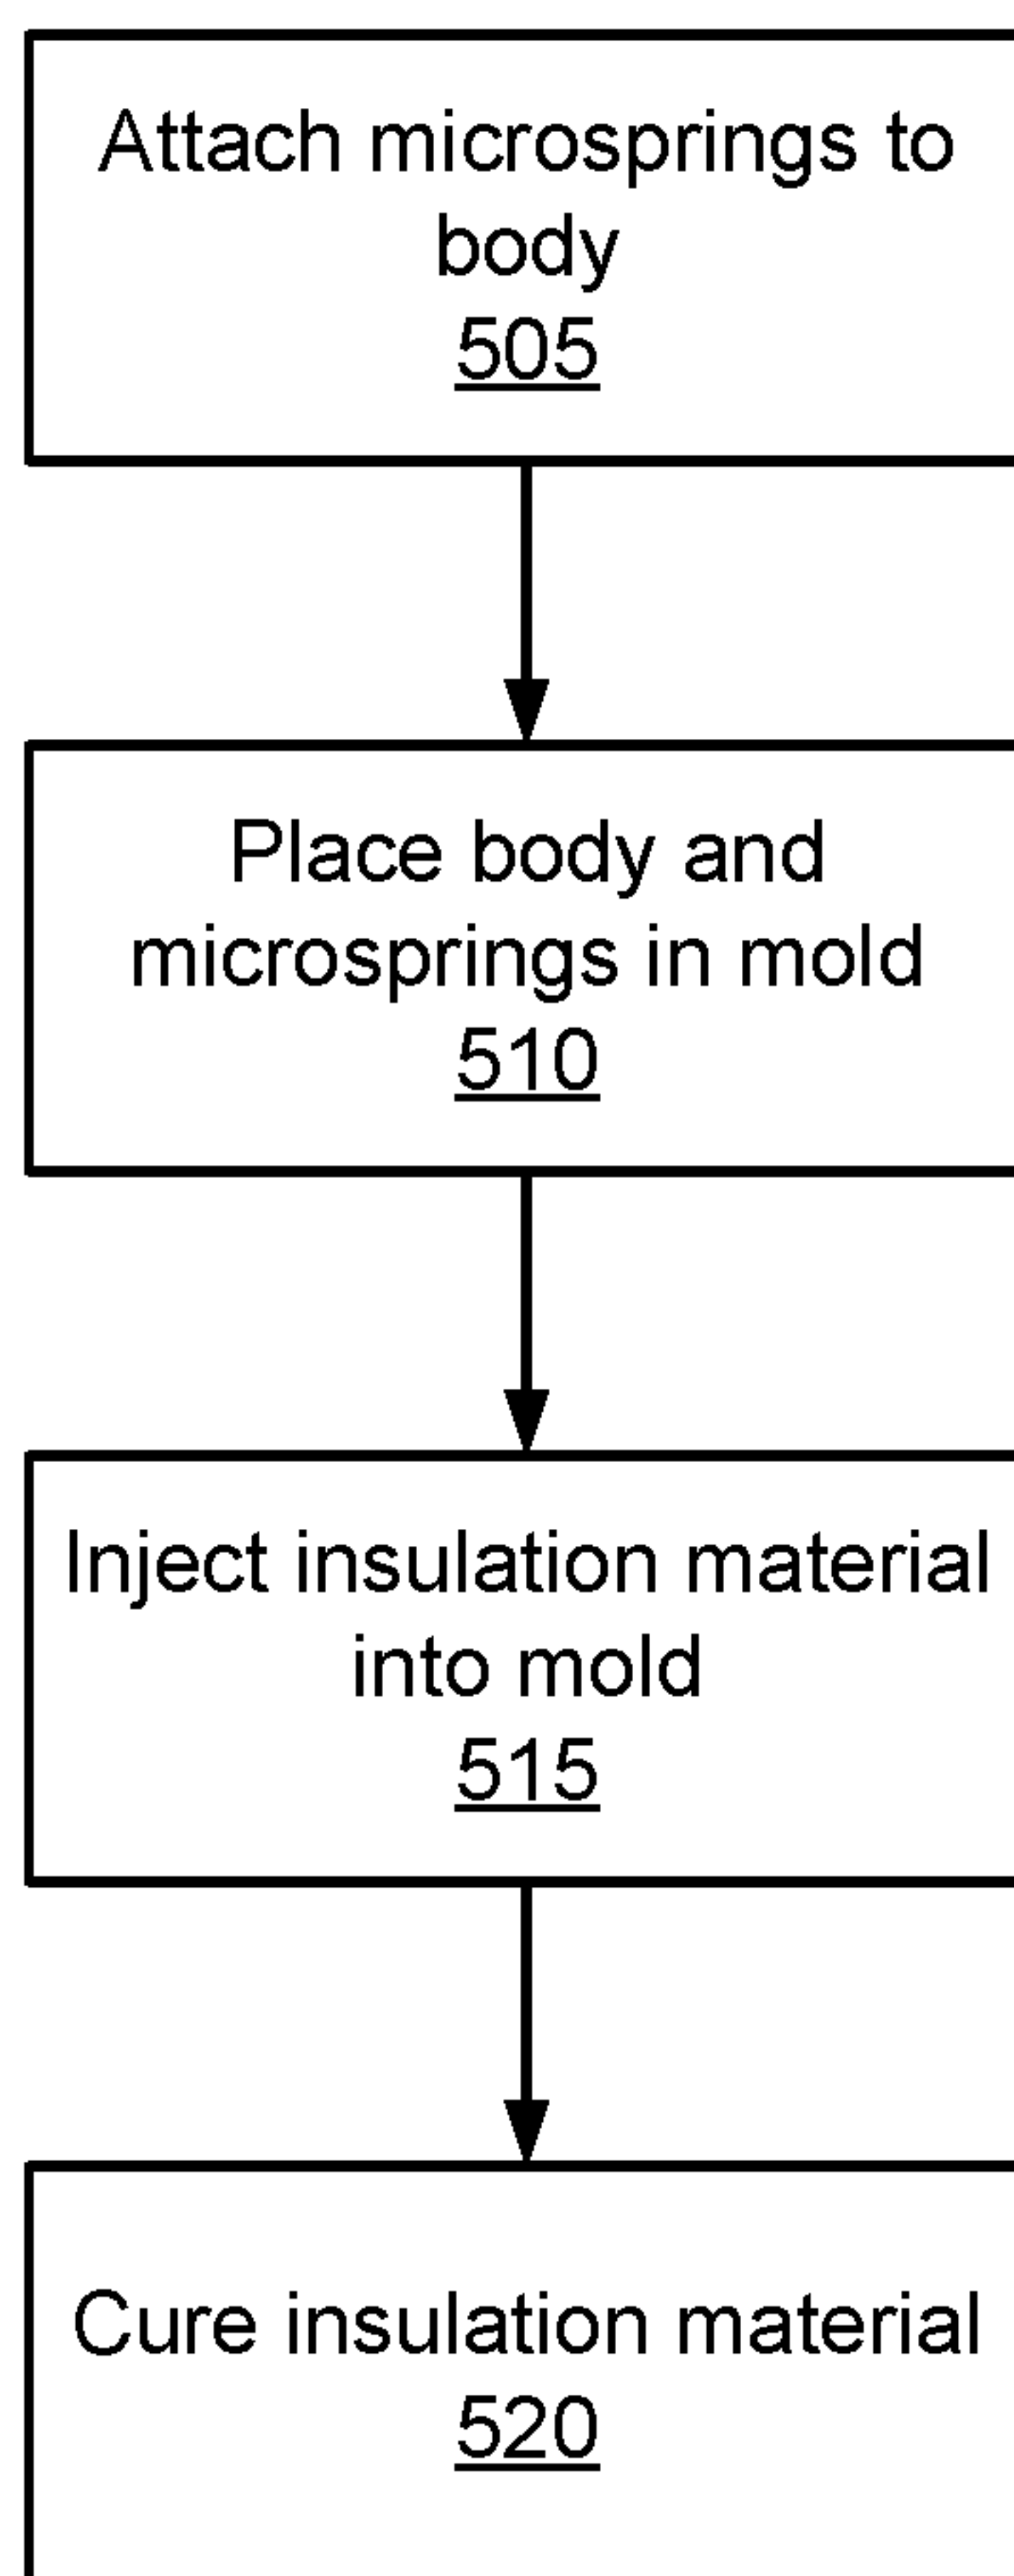 Attach microsprings to
body
505
Place body and
microsprings in mold
510
Inject insulation material
into mold
515
Cure insulation material
520